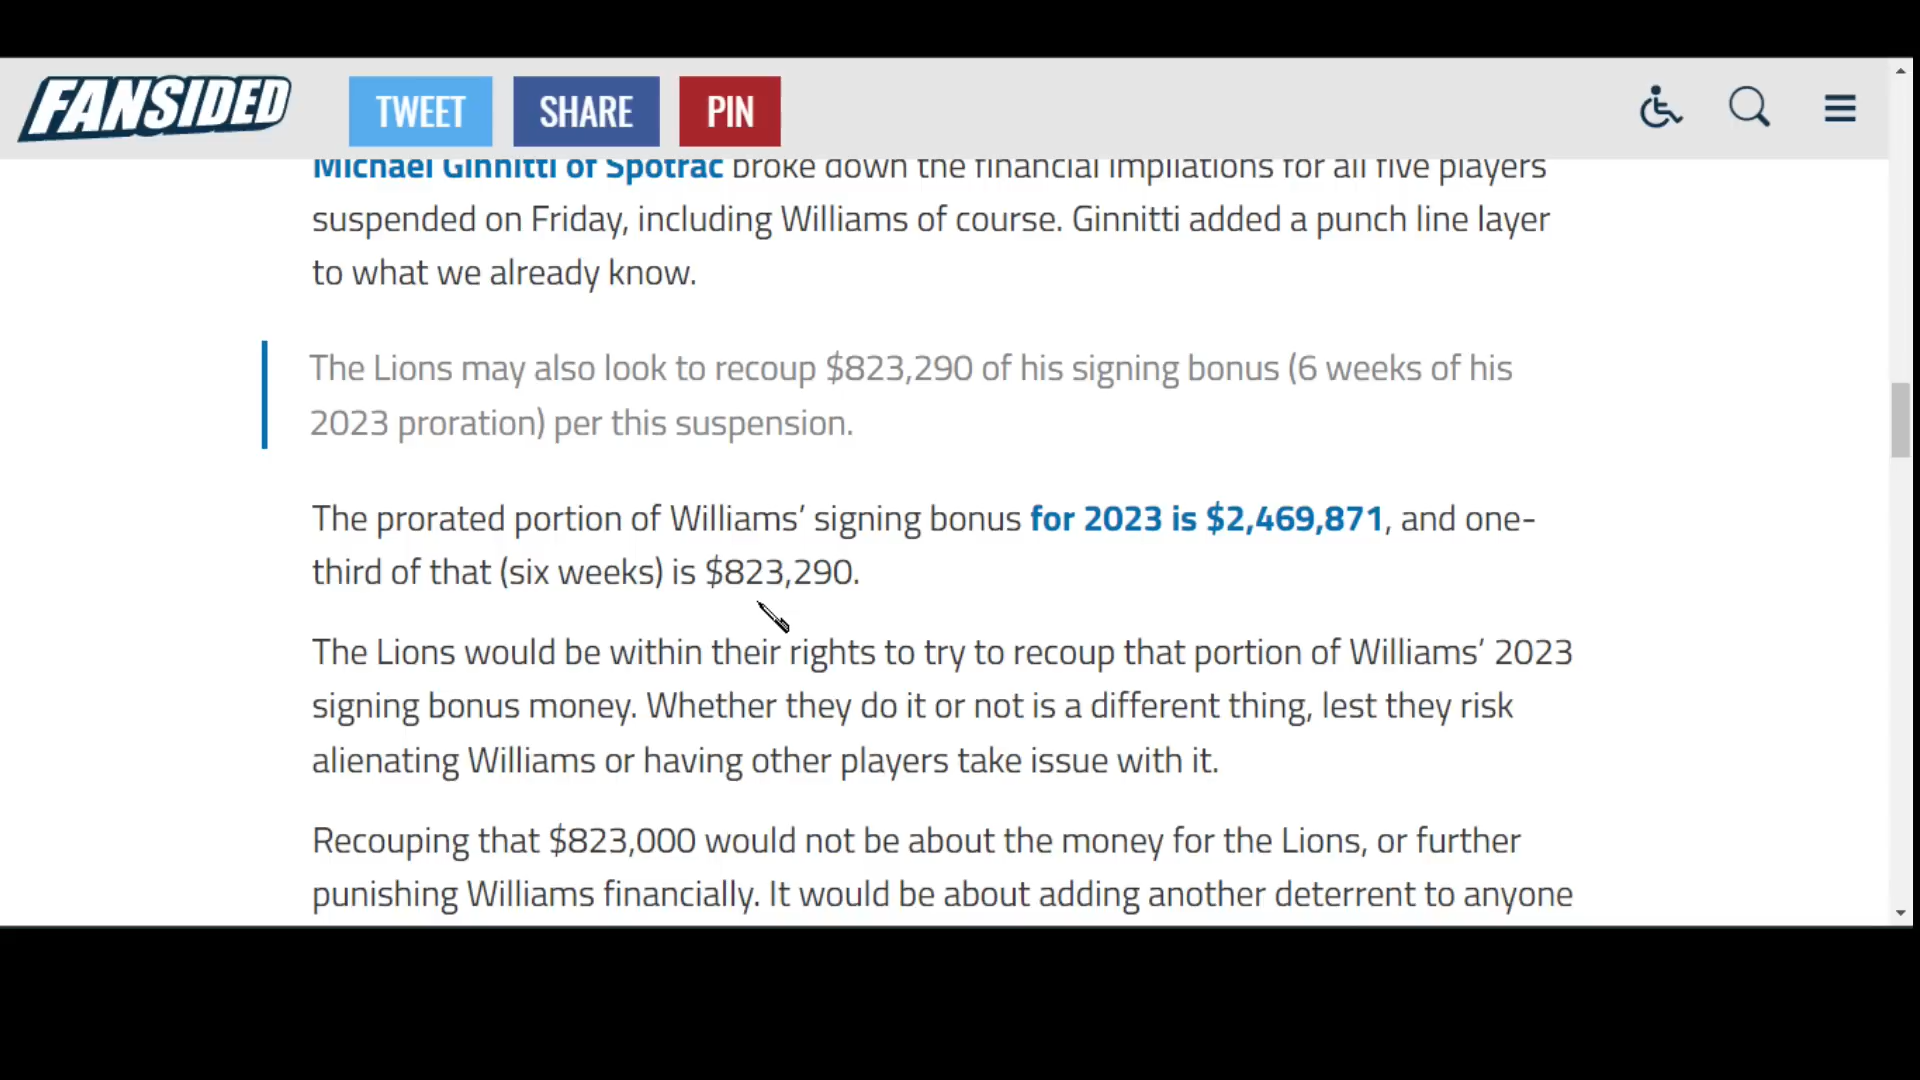 FANSIDED
TWEET
SHARE
PIN
Michael Ginnitti of Spotrac broke down the financial impliations for all five players
suspended on Friday, including Williams of course. Ginnitti added a punch line layer
to what we already know.
The Lions may also look to recoup $823,290 of his signing bonus (6 weeks of his
2023 proration) per this suspension.
The prorated portion of Williams’ signing bonus for 2023 is $2,469,871, and one-
third of that (six weeks) is $823,290.
The Lions would be within their rights to try to recoup that portion of Williams’ 2023
signing bonus money. Whether they do it or not is a different thing, lest they risk
alienating Williams or having other players take issue with it.
Recouping that $823,000 would not be about the money for the Lions, or further
punishing Williams financially. It would be about adding another deterrent to anyone